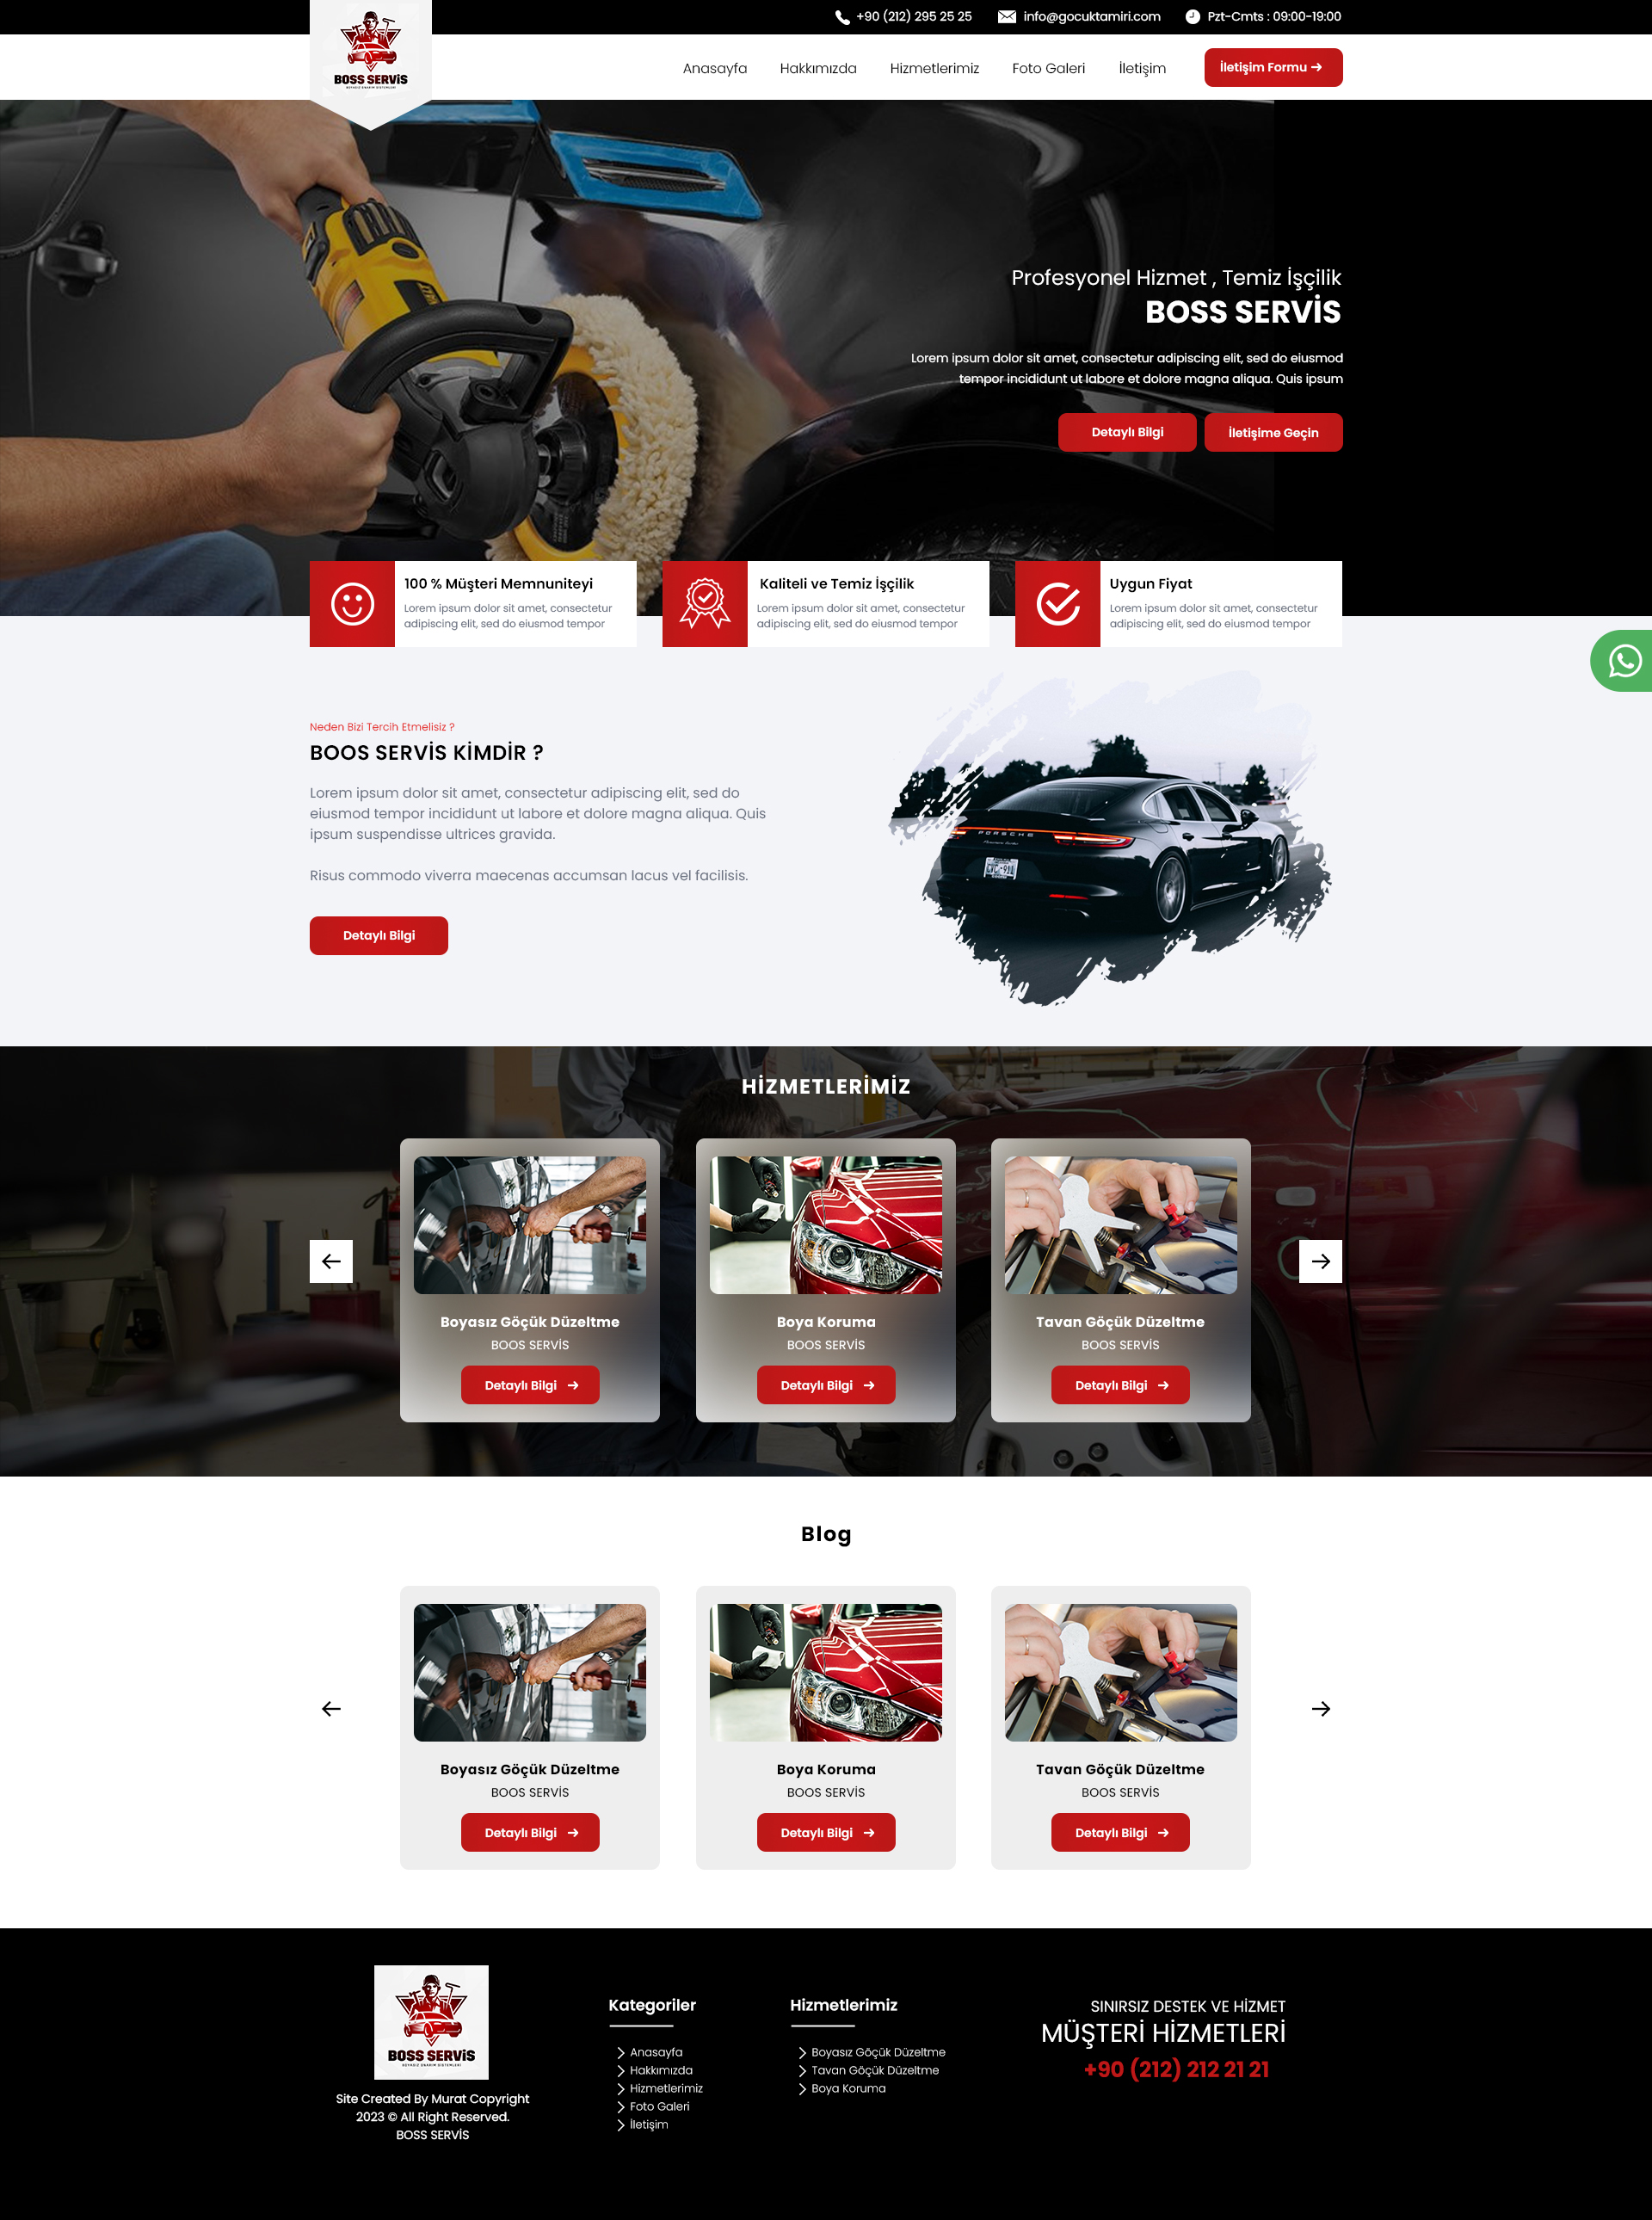 +90 (212) 295 25 25
info@gocuktamiri.com
Pzt-Cmts : 09:00-19:00
BOSS SERVİS
BOYASIZ ONARIM SİSTEMLERİ
Anasayfa
Hakkımızda
Hizmetlerimiz
Foto Galeri
İletişim
İletişim Formu
Profesyonel Hizmet , Temiz İşçilik
BOSS SERVİS
Lorem ipsum dolor sit amet, consectetur adipiscing elit, sed do eiusmod
tempor incididunt ut labore et dolore magna aliqua. Quis ipsum
Detaylı Bilgi
İletişime Geçin
100 % Müşteri Memnuniteyi
Lorem ipsum dolor sit amet, consectetur
adipiscing elit, sed do eiusmod tempor
Kaliteli ve Temiz İşçilik
Lorem ipsum dolor sit amet, consectetur
adipiscing elit, sed do eiusmod tempor
Uygun Fiyat
Lorem ipsum dolor sit amet, consectetur
adipiscing elit, sed do eiusmod tempor
Neden Bizi Tercih Etmelisiz ?
BOOS SERVİS KİMDİR ?
Lorem ipsum dolor sit amet, consectetur adipiscing elit, sed do
eiusmod tempor incididunt ut labore et dolore magna aliqua. Quis
ipsum suspendisse ultrices gravida.
Risus commodo viverra maecenas accumsan lacus vel facilisis.
Detaylı Bilgi
PORSCHE
HİZMETLERİMİZ
Boyasız Göçük Düzeltme
BOOS SERVİS
Detaylı Bilgi
Boya Koruma
BOOS SERVİS
Detaylı Bilgi
Tavan Göçük Düzeltme
BOOS SERVİS
Detaylı Bilgi
Blog
Boyasız Göçük Düzeltme
BOOS SERVİS
Detaylı Bilgi
Boya Koruma
BOOS SERVİS
Detaylı Bilgi
Tavan Göçük Düzeltme
BOOS SERVİS
Detaylı Bilgi
BOSS SERVİS
BOYASIZ ONARIM SİSTEMLERİ
Site Created By Murat Copyright
2023 © All Right Reserved.
BOSS SERVİS
Kategoriler
Anasayfa
Hakkımızda
Hizmetlerimiz
Foto Galeri
İletişim
Hizmetlerimiz
Boyasız Göçük Düzeltme
Tavan Göçük Düzeltme
Boya Koruma
SINIRSIZ DESTEK VE HİZMET
MÜŞTERİ HİZMETLERİ
+90 (212) 212 21 21